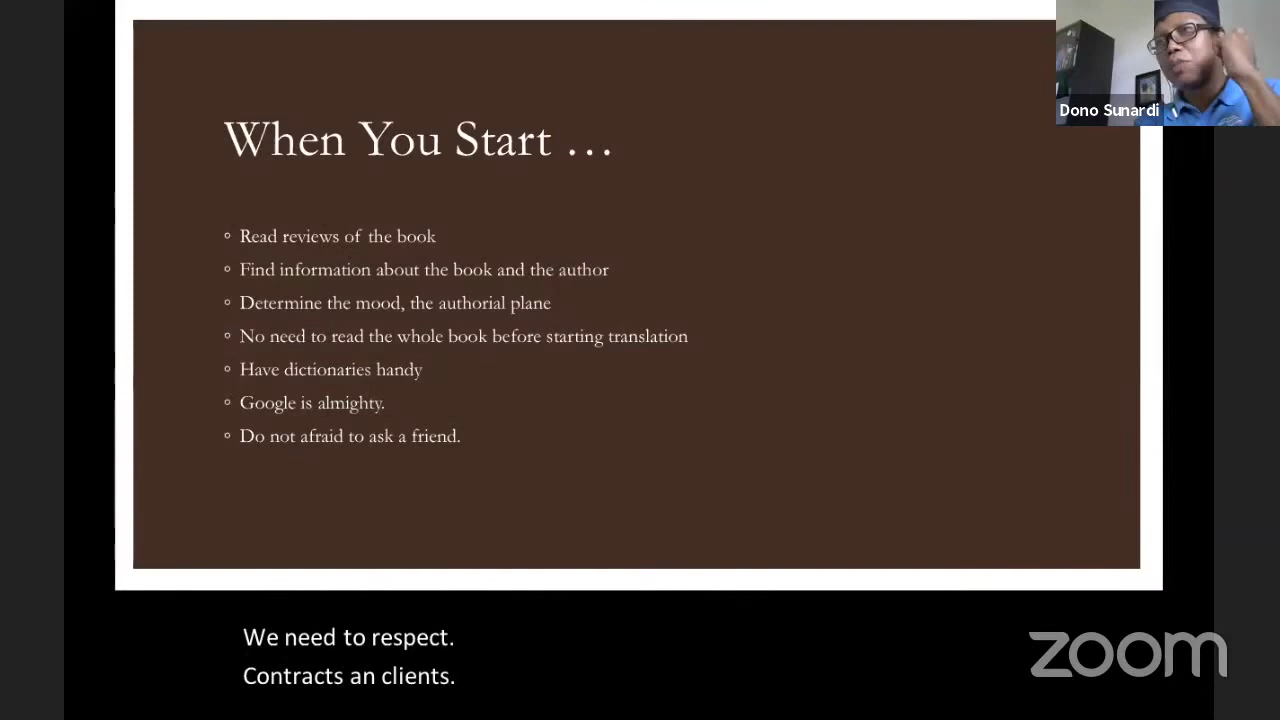 When You Start ...
Read reviews of the book
Find information about the book and the author
Determine the mood, the authorial plane
No need to read the whole book before starting translation
Have dictionaries handy
Google is almighty.
Do not afraid to ask a friend.
Dono Sunardi
We need to respect.
Contracts an clients.
zoom